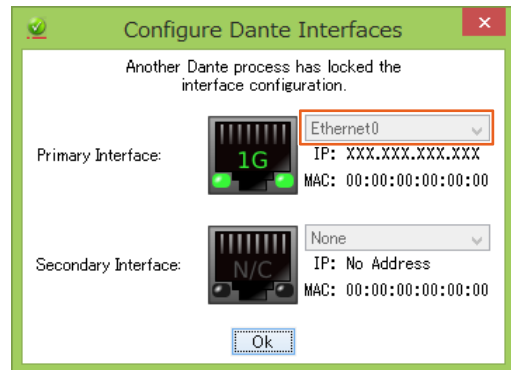 Configure Dante Interfaces
Another Dante process has locked the
interface configuration.
Ethernet0
Primary Interface:
1G
IP: XXX.XXX.XXX.XXX
MAC: 00:00:00:00:00:00
None
Secondary Interface:
N/C
IP: No Address
MAC: 00:00:00:00:00:00
Ok